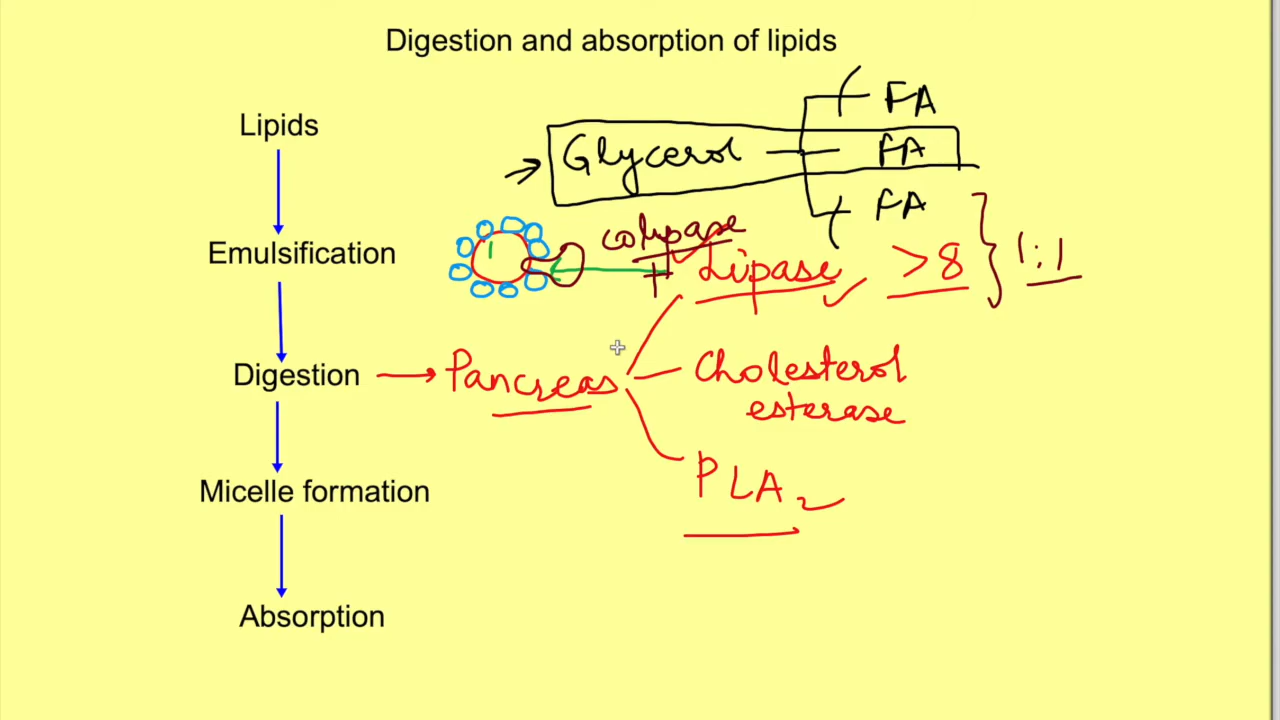 Digestion and absorption of lipids
Lipids
FA
Glycerol
FA
FA
Emulsification
colipase
Lipase
>8
1:1
Digestion
Pancreas
Cholesterol
esterase
Micelle formation
PLA2
Absorption